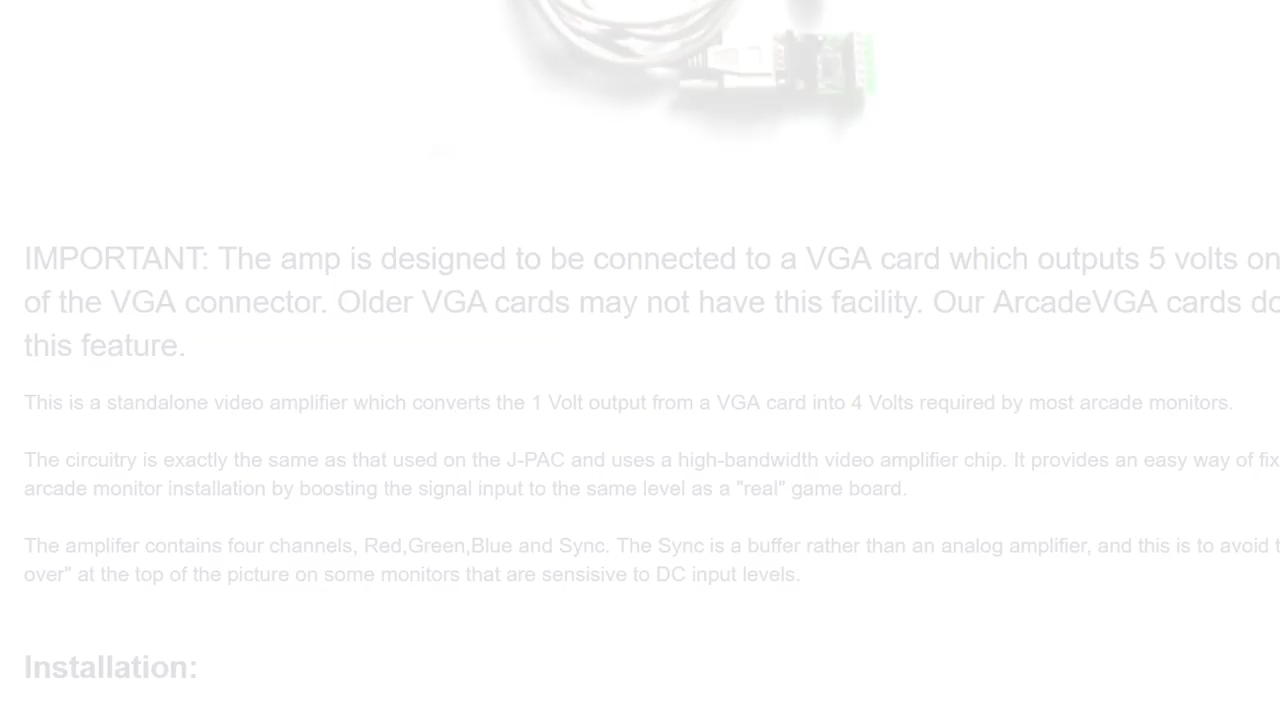 IMPORTANT: The amp is designed to be connected to a VGA card which outputs 5 volts on
of the VGA connector. Older VGA cards may not have this facility. Our ArcadeVGA cards do
this feature.
This is a standalone video amplifier which converts the 1 Volt output from a VGA card into 4 Volts required by most arcade monitors.
The circuitry is exactly the same as that used on the J-PAC and uses a high-bandwidth video amplifier chip. It provides an easy way of fix
arcade monitor installation by boosting the signal input to the same level as a "real" game board.
The amplifer contains four channels, Red,Green,Blue and Sync. The Sync is a buffer rather than an analog amplifier, and this is to avoid t
over" at the top of the picture on some monitors that are sensisive to DC input levels.
Installation: